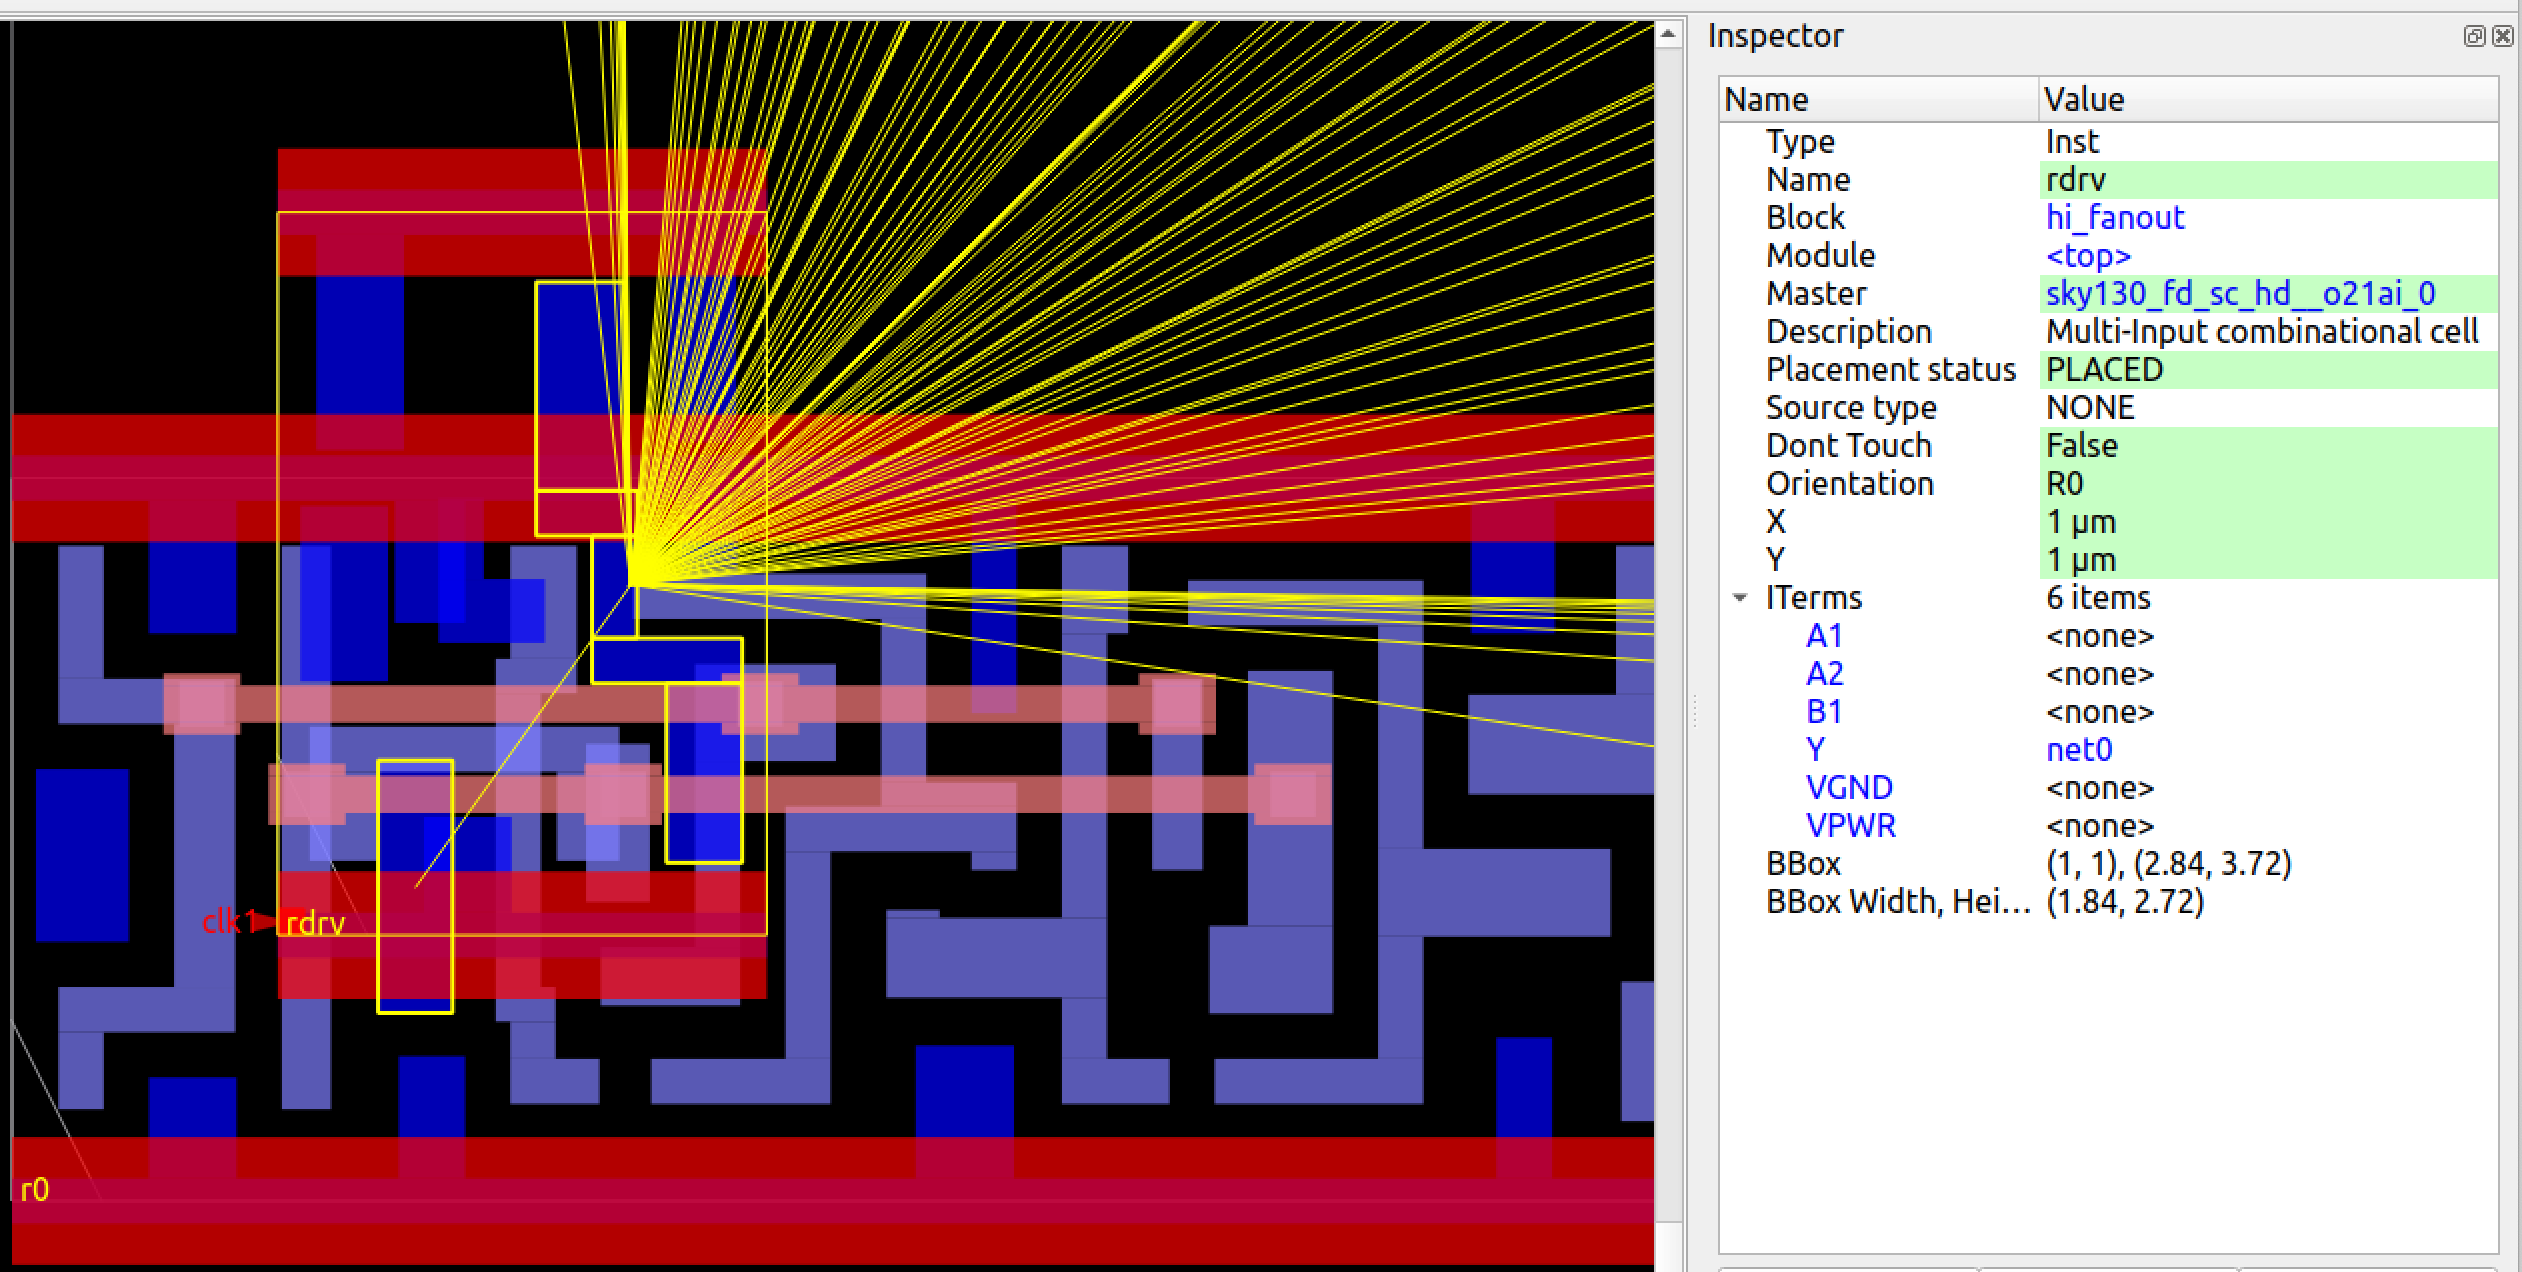 Inspector
Name Value
Type Inst
Name rdrv
Block hi_fanout
Module <top>
Master sky130_fd_sc_hd__o21ai_0
Description Multi-Input combinational cell
Placement status PLACED
Source type NONE
Dont Touch False
Orientation R0
X 1 µm
Y 1 µm
ITerms 6 items
A1 <none>
A2 <none>
B1 <none>
Y net0
VGND <none>
VPWR <none>
BBox (1, 1), (2.84, 3.72)
BBox Width, Hei... (1.84, 2.72)
clk1 rdrv
r0